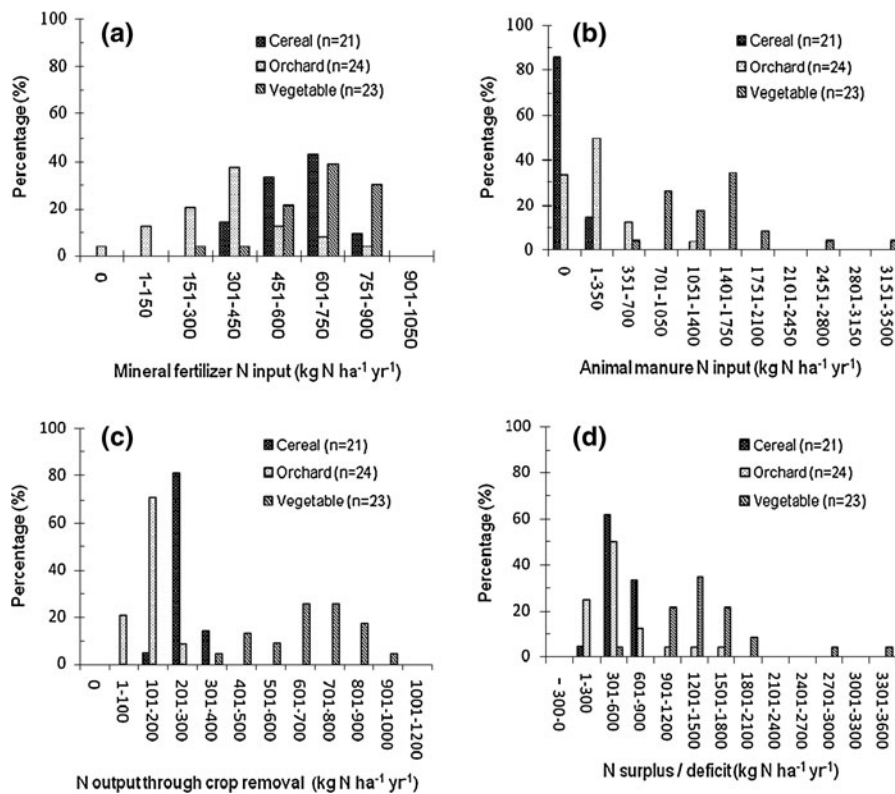 (a)
Cereal (n=21)
Orchard (n=24)
Vegetable (n=23)
Percentage (%)
100
80
60
40
20
0
0
1-150
151-300
301-450
451-600
601-750
751-900
901-1050
Mineral fertilizer N input (kg N ha⁻¹ yr⁻¹)
(b)
Cereal (n=21)
Orchard (n=24)
Vegetable (n=23)
Percentage (%)
100
80
60
40
20
0
0
1-350
351-700
701-1050
1051-1400
1401-1750
1751-2100
2101-2450
2451-2800
2801-3150
3151-3500
Animal manure N input (kg N ha⁻¹ yr⁻¹)
(c)
Cereal (n=21)
Orchard (n=24)
Vegetable (n=23)
Percentage (%)
100
80
60
40
20
0
0
1-100
101-200
201-300
301-400
401-500
501-600
601-700
701-800
801-900
901-1000
1001-1200
N output through crop removal (kg N ha⁻¹ yr⁻¹)
(d)
Cereal (n=21)
Orchard (n=24)
Vegetable (n=23)
Percentage (%)
100
80
60
40
20
0
– 300-0
1-300
301-600
601-900
901-1200
1201-1500
1501-1800
1801-2100
2101-2400
2401-2700
2701-3000
3001-3300
3301-3600
N surplus / deficit (kg N ha⁻¹ yr⁻¹)